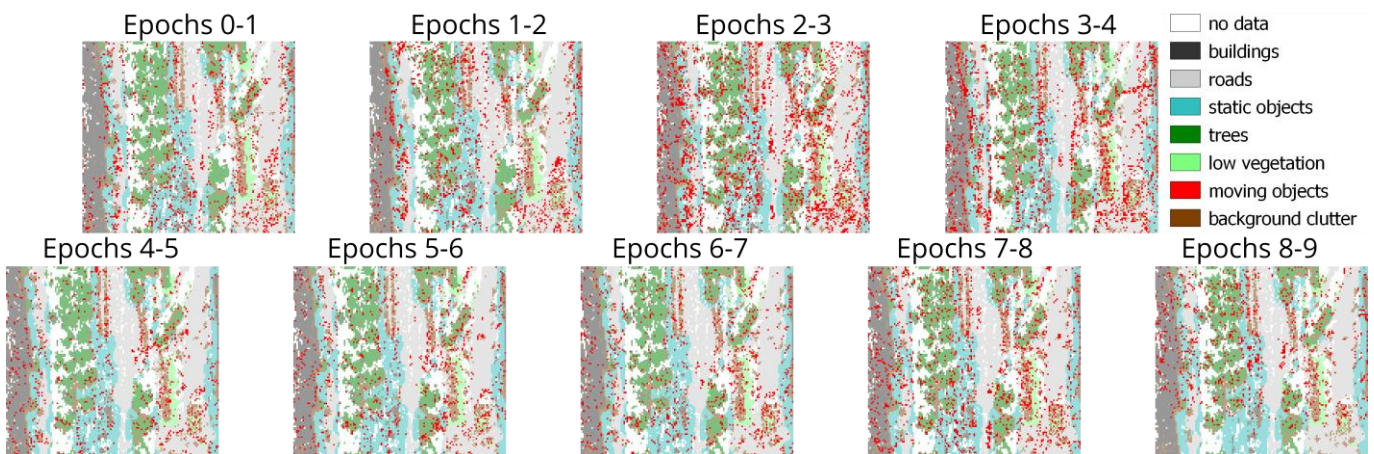 Epochs 0-1
Epochs 1-2
Epochs 2-3
Epochs 3-4
no data
buildings
roads
static objects
trees
low vegetation
moving objects
background clutter
Epochs 4-5
Epochs 5-6
Epochs 6-7
Epochs 7-8
Epochs 8-9